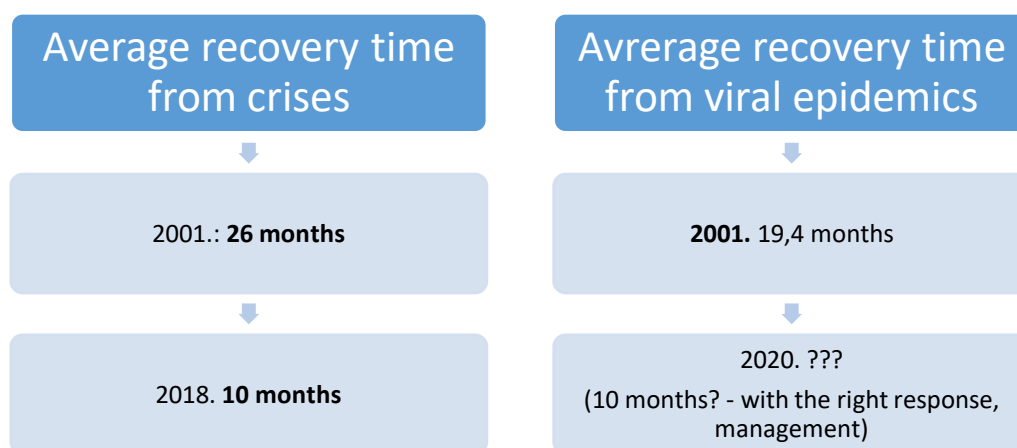 Average recovery time
from crises
2001.: 26 months
2018. 10 months
Avrerage recovery time
from viral epidemics
2001. 19,4 months
2020. ???
(10 months? - with the right response,
management)